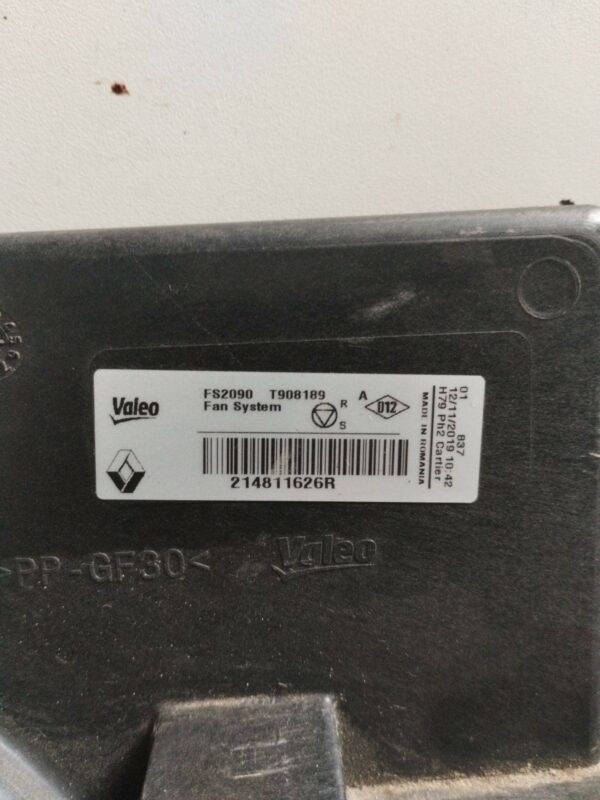 Valeo
FS2090 T908189
Fan System
R
S
A
D12
214811626R
01 837
12/11/2019 10:42
H79 Ph2 Cartier
MADE IN ROMANIA
>PP-GF30<
Valeo